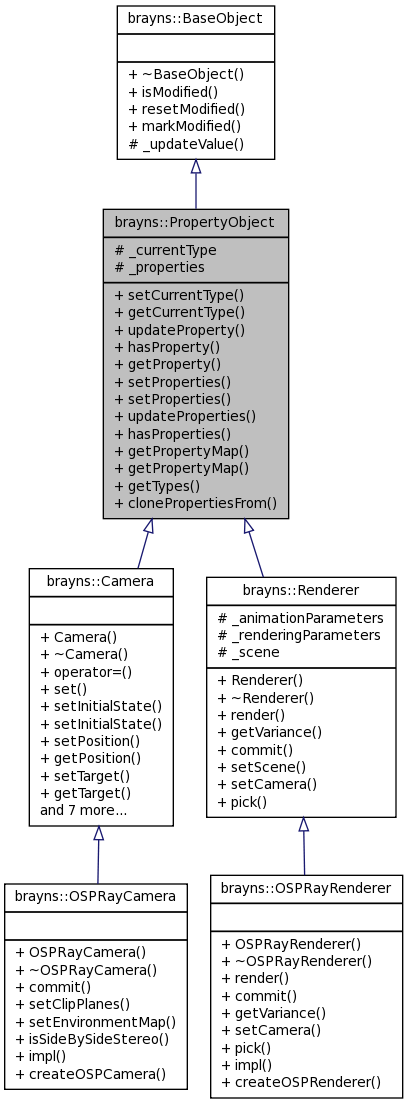 brayns::BaseObject
+ ~BaseObject()
+ isModified()
+ resetModified()
+ markModified()
# _updateValue()
brayns::PropertyObject
# _currentType
# _properties
+ setCurrentType()
+ getCurrentType()
+ updateProperty()
+ hasProperty()
+ getProperty()
+ setProperties()
+ setProperties()
+ updateProperties()
+ hasProperties()
+ getPropertyMap()
+ getPropertyMap()
+ getTypes()
+ clonePropertiesFrom()
brayns::Camera
+ Camera()
+ ~Camera()
+ operator=()
+ set()
+ setInitialState()
+ setInitialState()
+ setPosition()
+ getPosition()
+ setTarget()
+ getTarget()
and 7 more...
brayns::Renderer
# _animationParameters
# _renderingParameters
# _scene
+ Renderer()
+ ~Renderer()
+ render()
+ getVariance()
+ commit()
+ setScene()
+ setCamera()
+ pick()
brayns::OSPRayCamera
+ OSPRayCamera()
+ ~OSPRayCamera()
+ commit()
+ setClipPlanes()
+ setEnvironmentMap()
+ isSideBySideStereo()
+ impl()
+ createOSPCamera()
brayns::OSPRayRenderer
+ OSPRayRenderer()
+ ~OSPRayRenderer()
+ render()
+ commit()
+ getVariance()
+ setCamera()
+ pick()
+ impl()
+ createOSPRenderer()